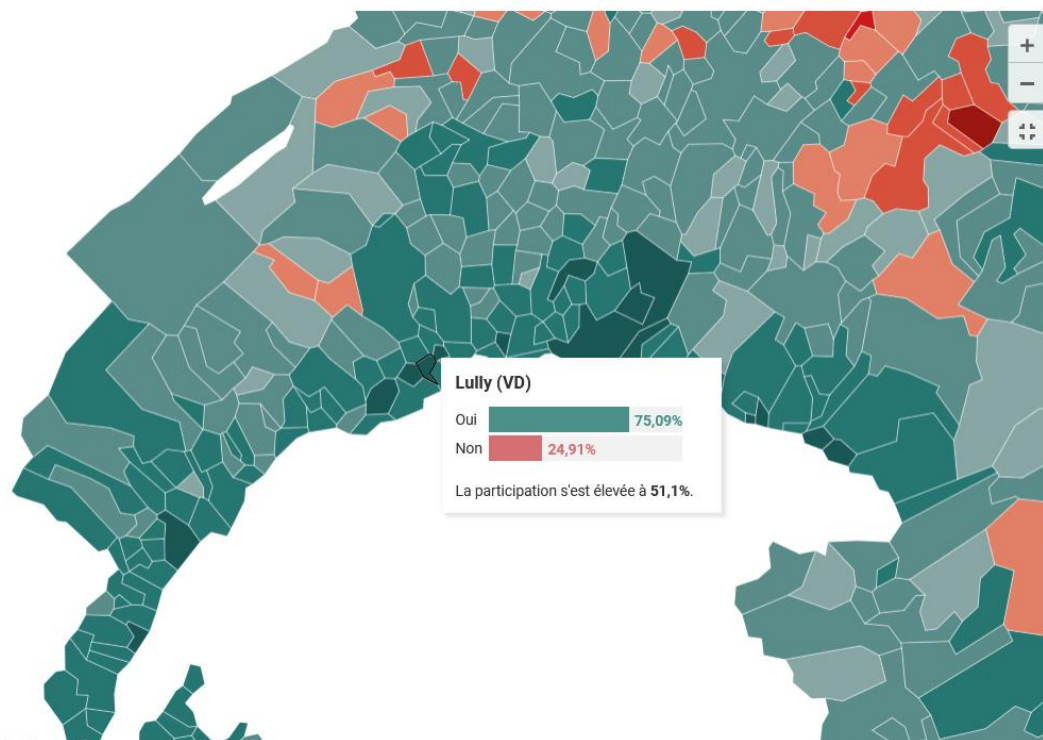 +
−
Lully (VD)
Oui 75,09%
Non 24,91%
La participation s'est élevée à 51,1%.